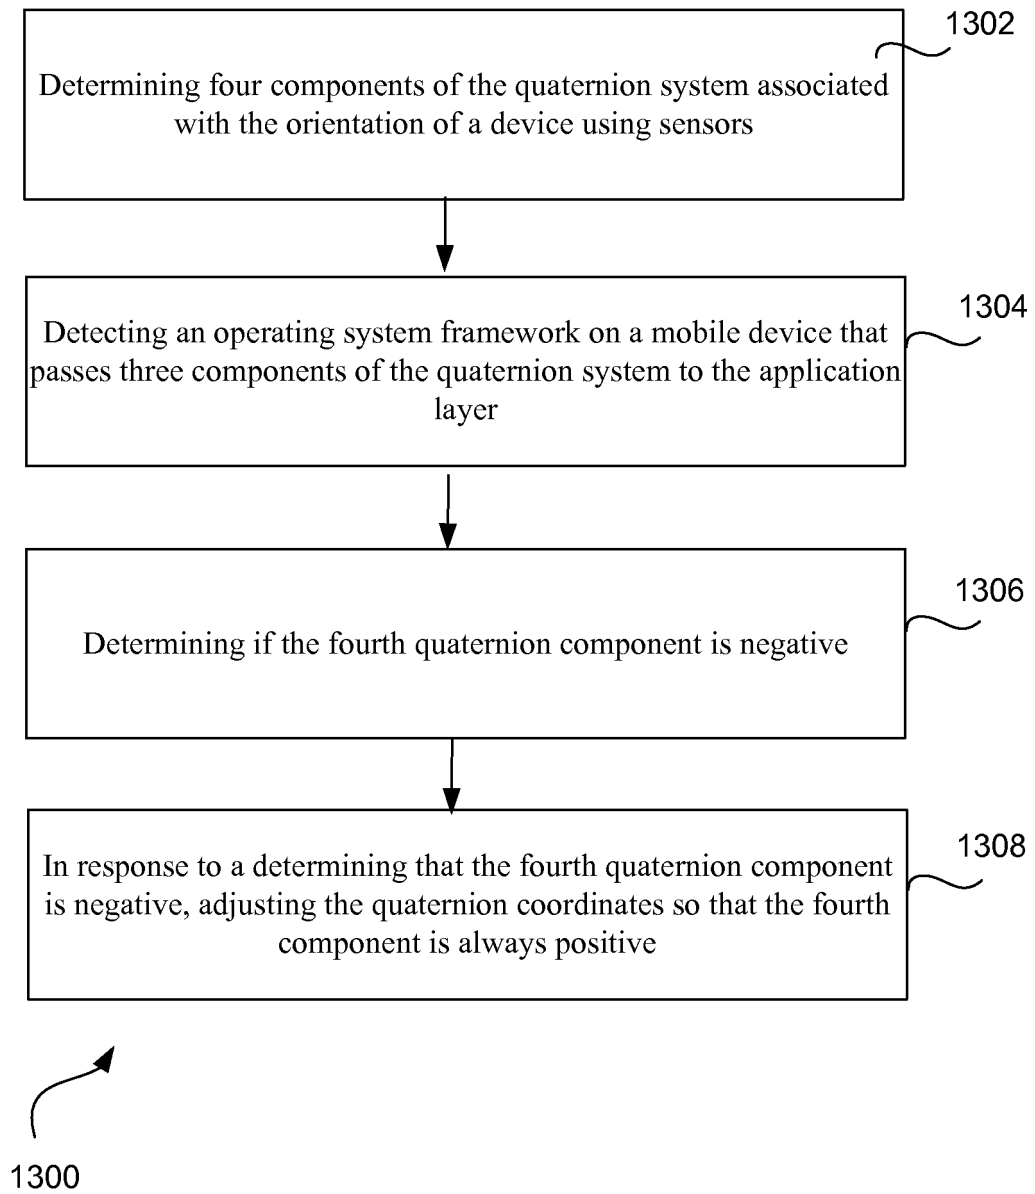 1302
Determining four components of the quaternion system associated
with the orientation of a device using sensors
1304
Detecting an operating system framework on a mobile device that
passes three components of the quaternion system to the application
layer
1306
Determining if the fourth quaternion component is negative
1308
In response to a determining that the fourth quaternion component
is negative, adjusting the quaternion coordinates so that the fourth
component is always positive
1300